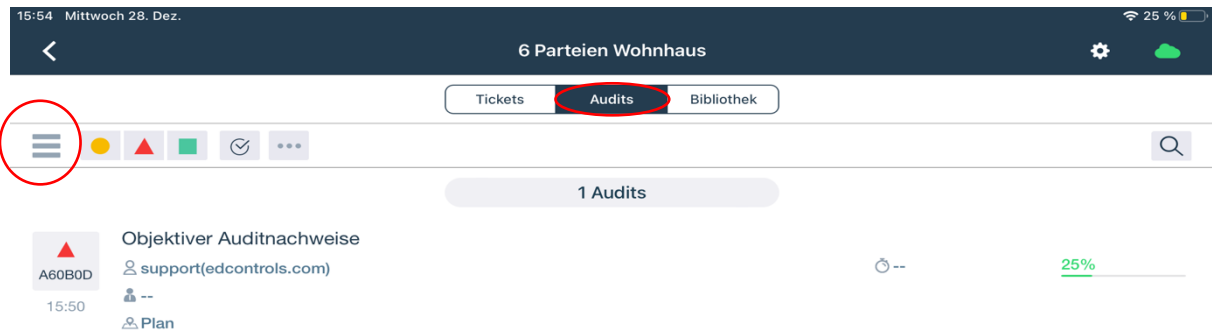 15:54 Mittwoch 28. Dez.
25 %
6 Parteien Wohnhaus
Tickets
Audits
Bibliothek
1 Audits
Objektiver Auditnachweise
A60B0D
support(edcontrols.com)
--
25%
15:50
--
Plan